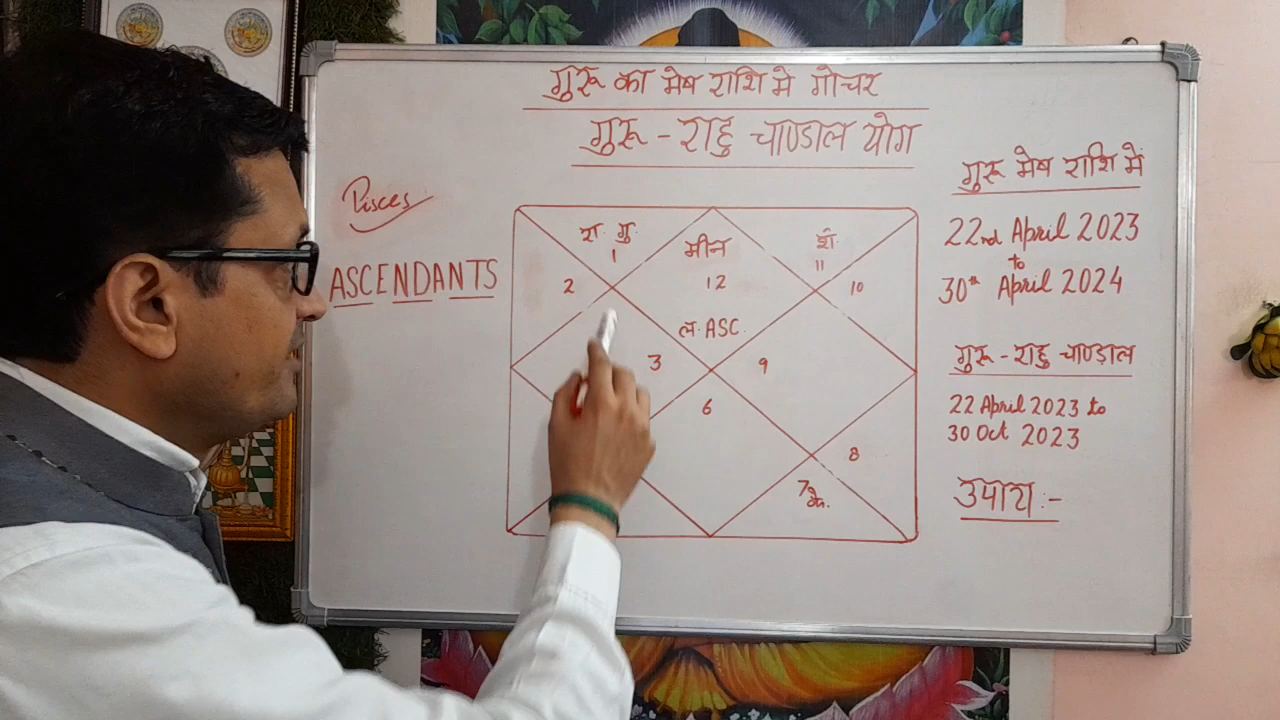 गुरू का मेष राशि मे गोचर
गुरू - राहु चाण्डाल योग
Pisces
ASCENDANTS
रा. गु.
1
2
मीन
12
ल. ASC.
शं.
11
10
3
9
6
8
7 के.
गुरू मेष राशि में
22nd April 2023
to
30th April 2024
गुरू - राहु चाण्डाल
22 April 2023 to
30 Oct 2023
उपाय :-